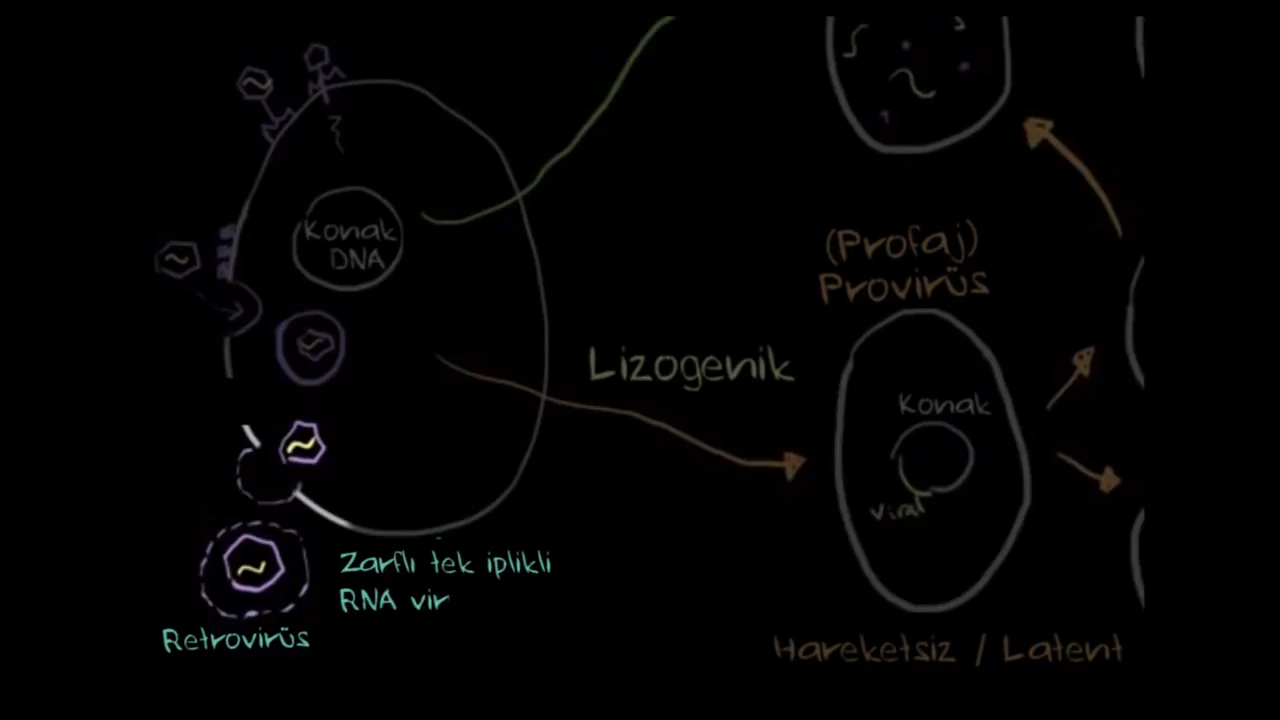 Konak
DNA
(Profaj)
Provirüs
Lizogenik
Konak
Viral
Zarflı tek iplikli
RNA vir
Retrovirüs
Hareketsiz / Latent